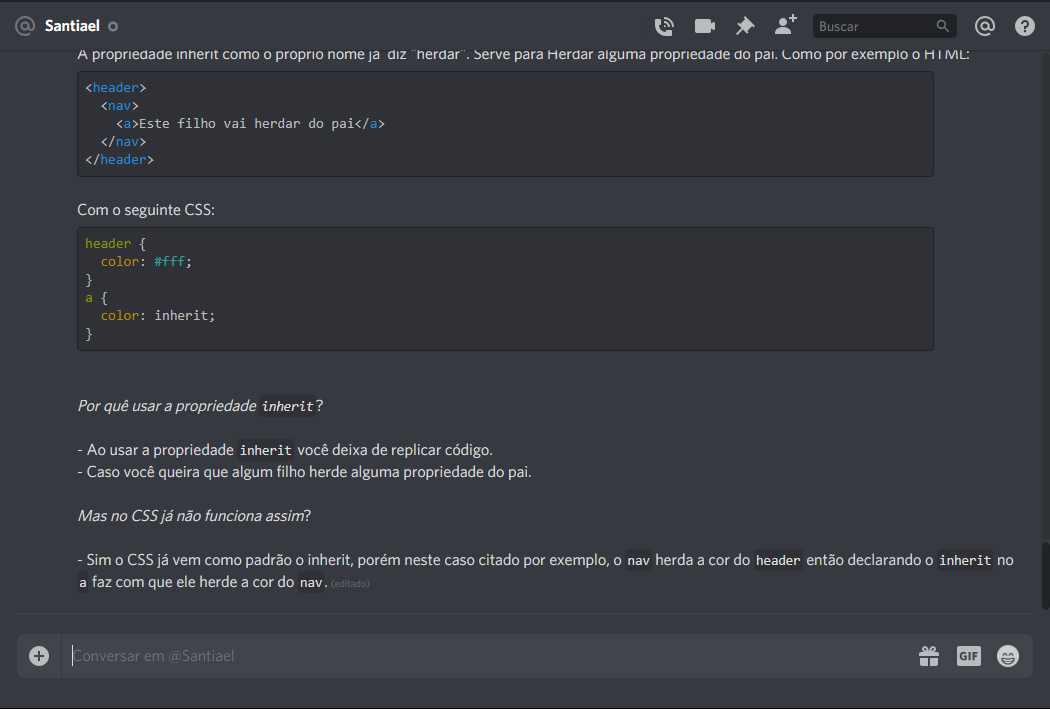 Santiael
Buscar
A propriedade inherit como o próprio nome já diz "herdar". Serve para Herdar alguma propriedade do pai. Como por exemplo o HTML:
<header>
<nav>
<a>Este filho vai herdar do pai</a>
</nav>
</header>
Com o seguinte CSS:
header {
color: #fff;
}
a {
color: inherit;
}
Por quê usar a propriedade inherit?
- Ao usar a propriedade inherit você deixa de replicar código.
- Caso você queira que algum filho herde alguma propriedade do pai.
Mas no CSS já não funciona assim?
- Sim o CSS já vem como padrão o inherit, porém neste caso citado por exemplo, o nav herda a cor do header então declarando o inherit no
a faz com que ele herde a cor do nav. (editado)
Conversar em @Santiael
GIF